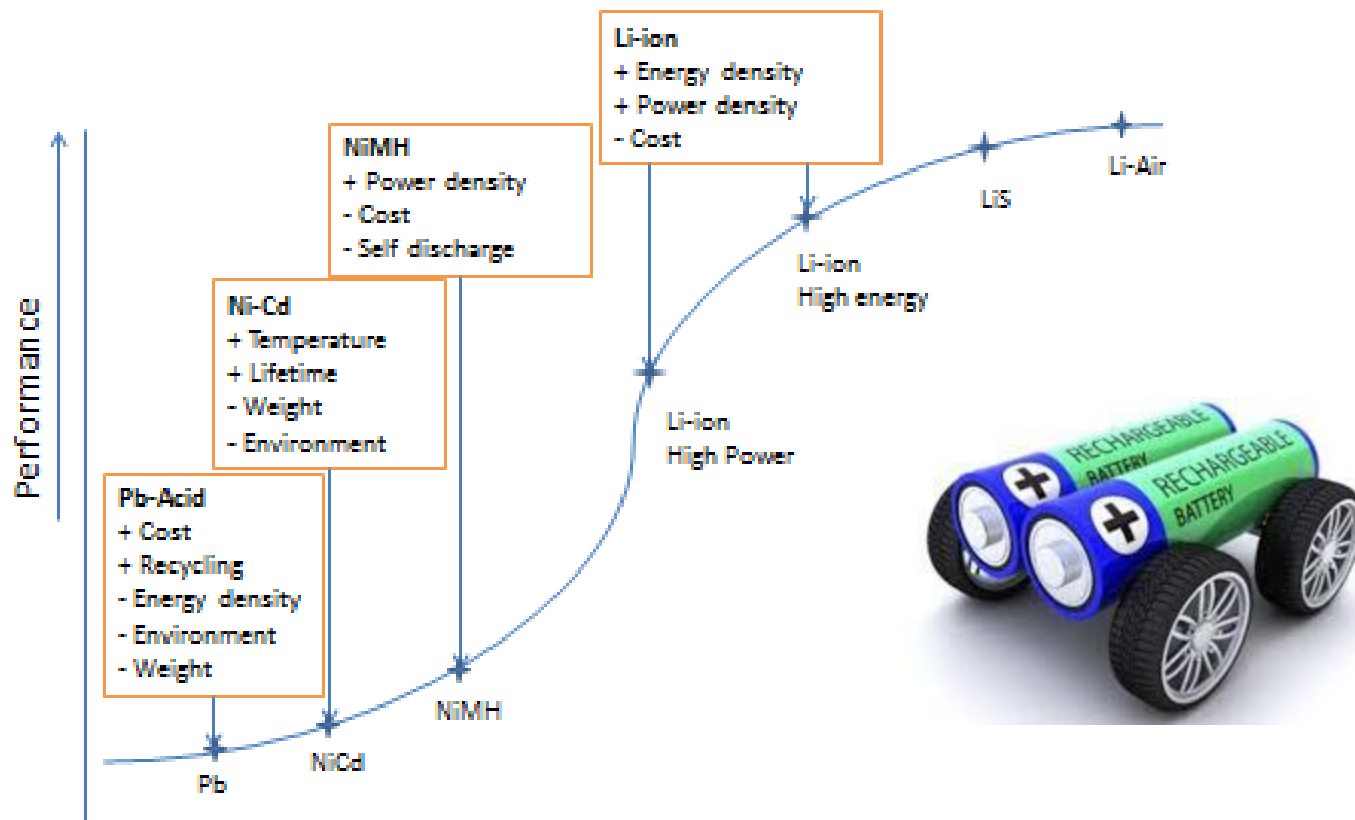 Li-ion
+ Energy density
+ Power density
- Cost
NiMH
+ Power density
- Cost
- Self discharge
Ni-Cd
+ Temperature
+ Lifetime
- Weight
- Environment
Pb-Acid
+ Cost
+ Recycling
- Energy density
- Environment
- Weight
Performance
Pb
NiCd
NiMH
Li-ion
High Power
Li-ion
High energy
LiS
Li-Air
RECHARGEABLE
BATTERY
RECHARGEABLE
BATTERY